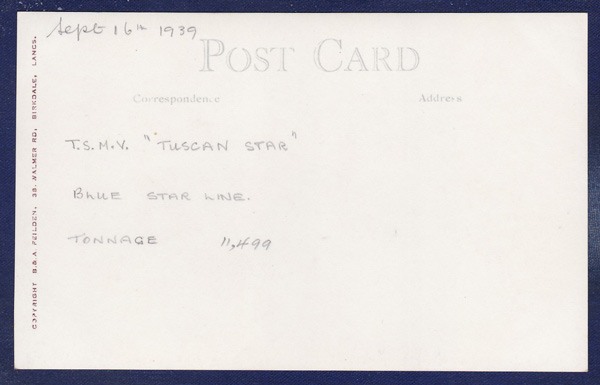 Sept 16th 1939
POST CARD
Correspondence Address
T.S.M.V. "TUSCAN STAR"
BLUE STAR LINE.
TONNAGE 11,499
COPYRIGHT B.& A. FEILDEN, 38, WALMER RD, BIRKDALE, LANCS.